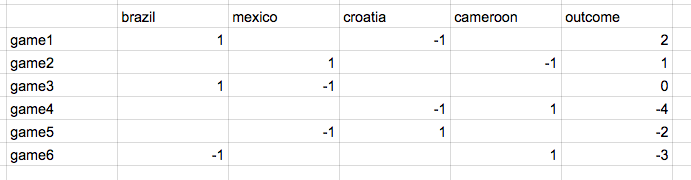 brazil mexico croatia cameroon outcome
game1 1 -1 2
game2 1 -1 1
game3 1 -1 0
game4 -1 1 -4
game5 -1 1 -2
game6 -1 1 -3